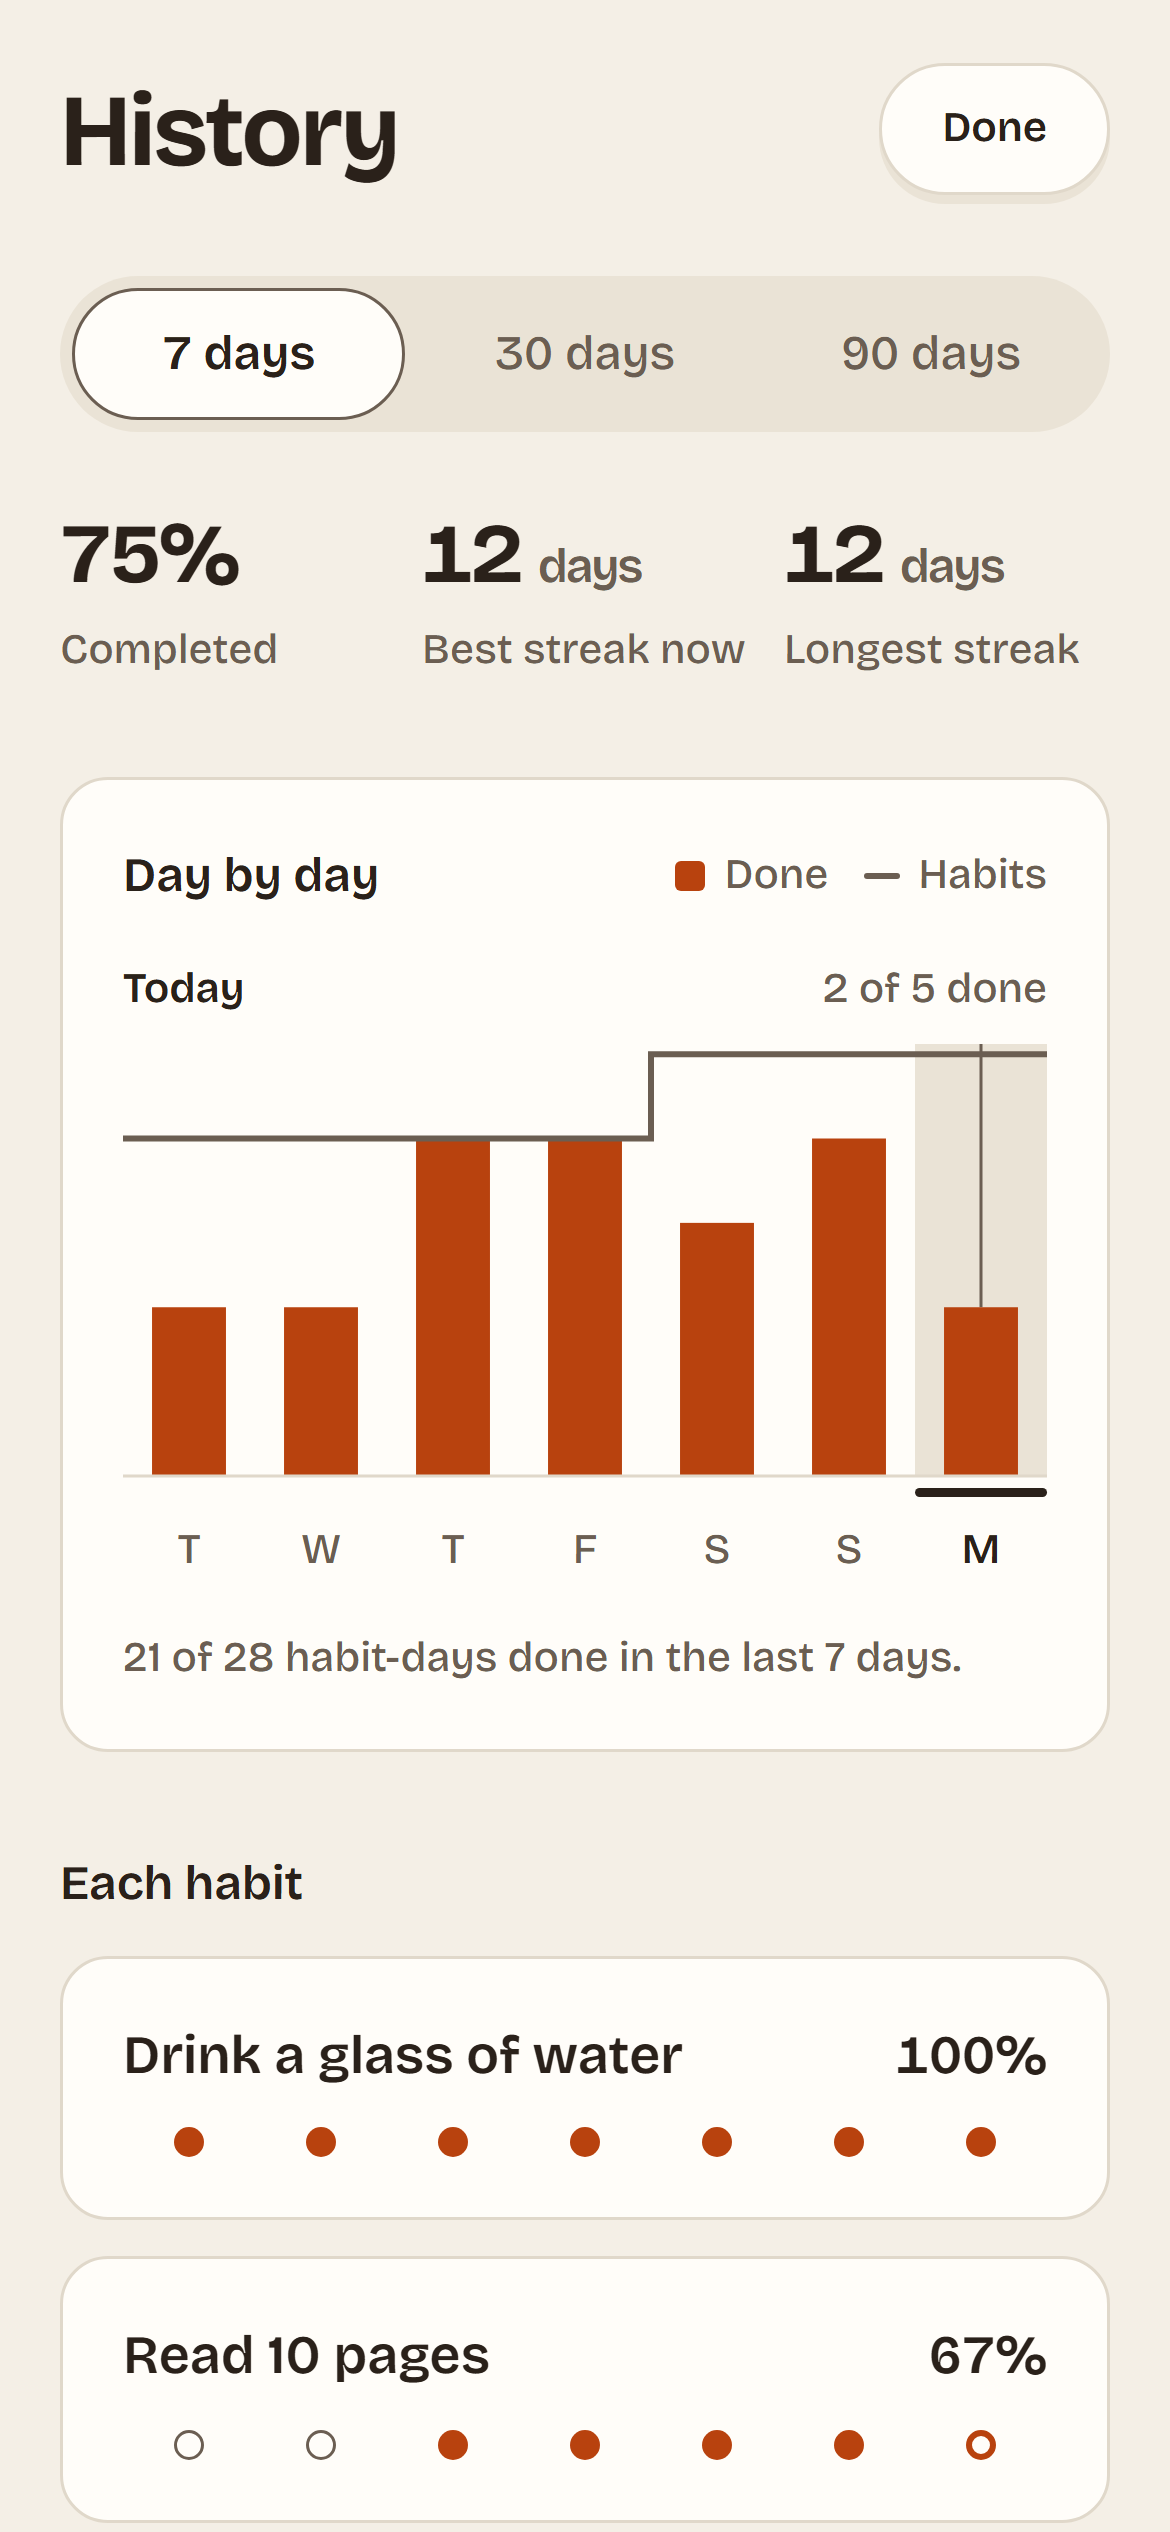 History
Done
7 days 30 days 90 days
75% 12 days 12 days
Completed Best streak now Longest streak
Day by day Done Habits
Today 2 of 5 done
T W T F S S M
21 of 28 habit-days done in the last 7 days.
Each habit
Drink a glass of water 100%
Read 10 pages 67%